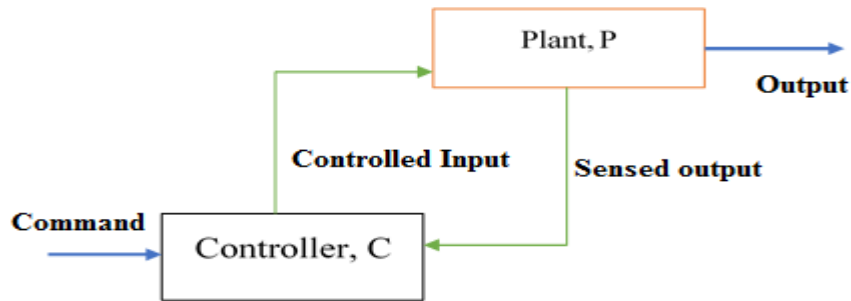 Plant, P
Output
Controlled Input
Sensed output
Command
Controller, C